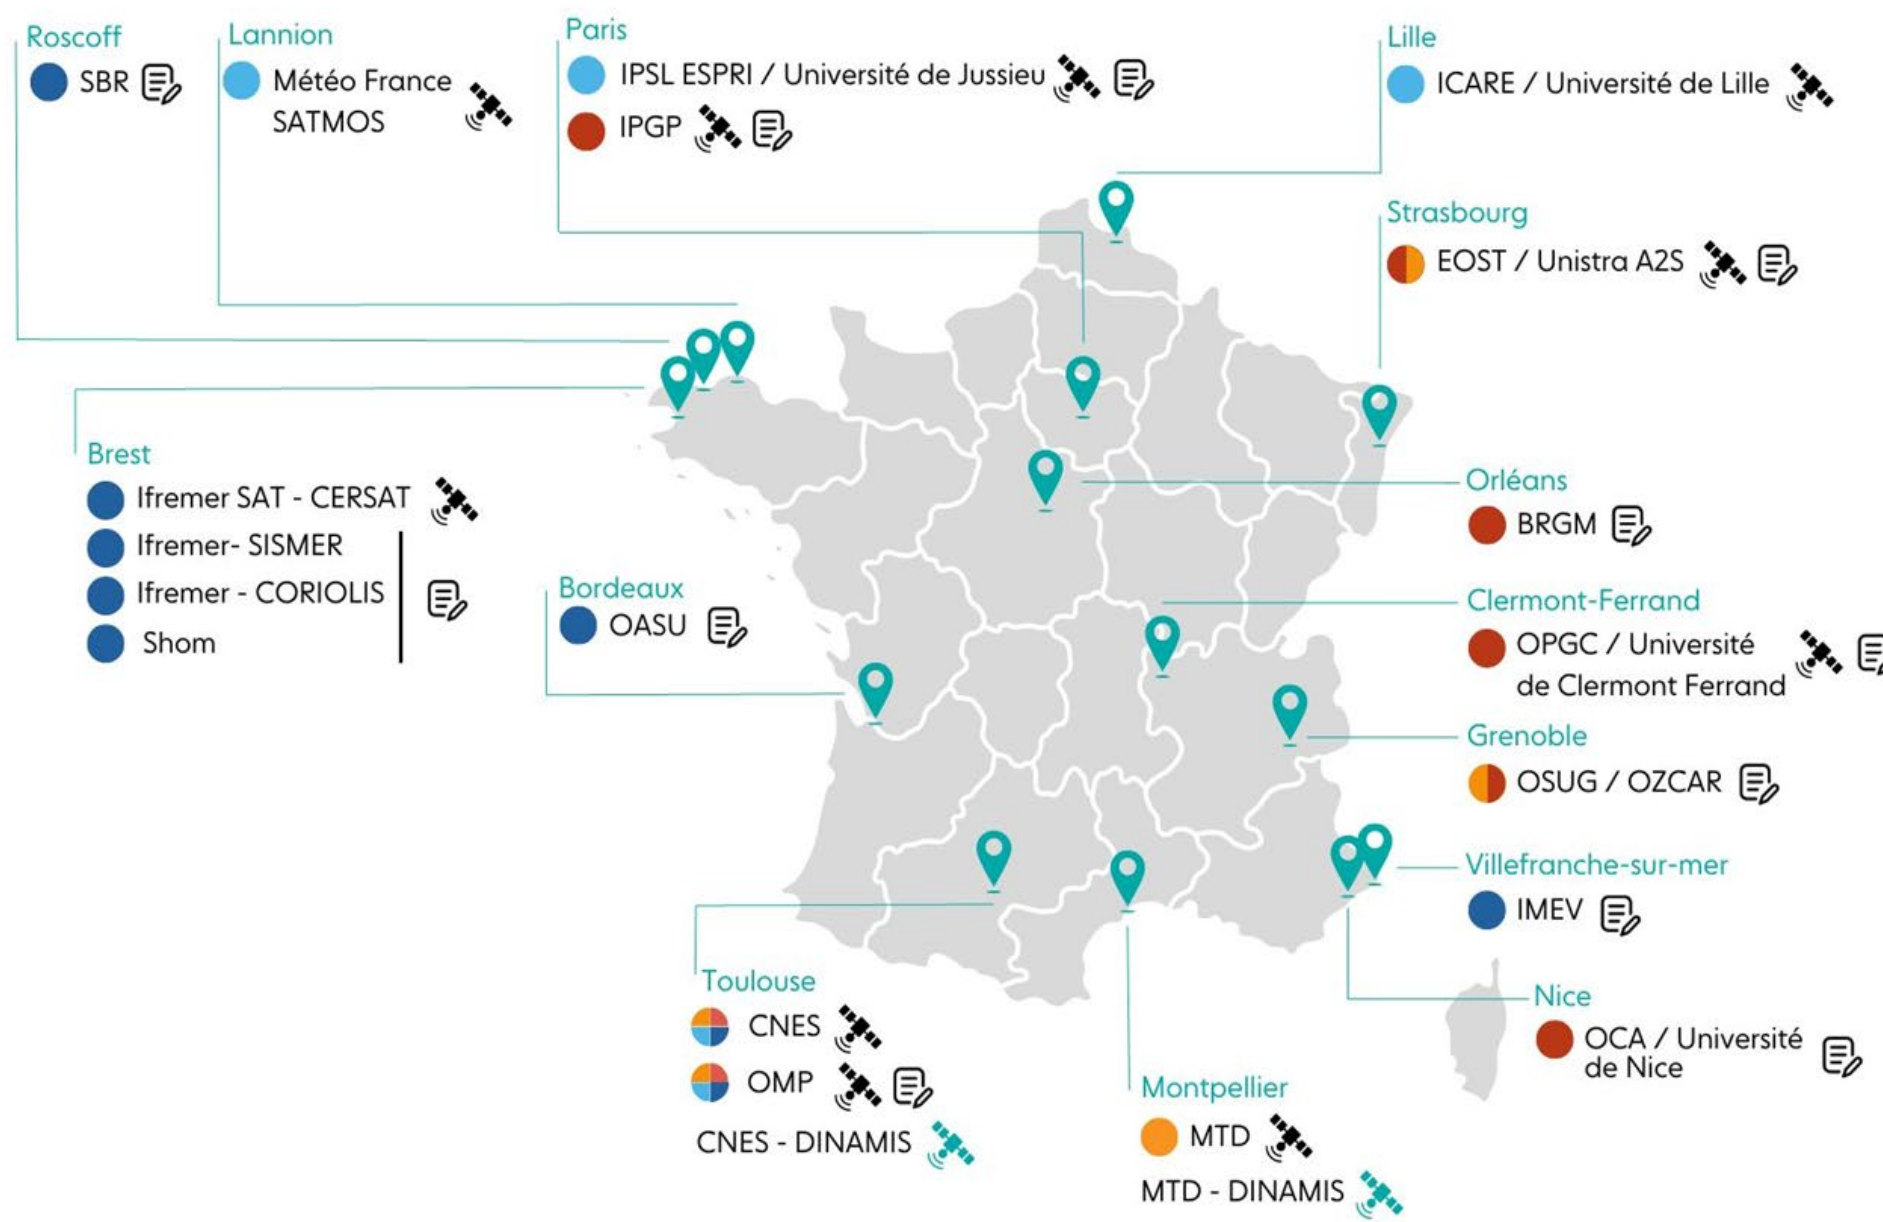 Roscoff
SBR
Lannion
Météo France
SATMOS
Paris
IPSL ESPRI / Université de Jussieu
IPGP
Lille
ICARE / Université de Lille
Strasbourg
EOST / Unistra A2S
Brest
Ifremer SAT - CERSAT
Ifremer- SISMER
Ifremer - CORIOLIS
Shom
Bordeaux
OASU
Orléans
BRGM
Clermont-Ferrand
OPGC / Université
de Clermont Ferrand
Grenoble
OSUG / OZCAR
Villefranche-sur-mer
IMEV
Nice
OCA / Université
de Nice
Toulouse
CNES
OMP
CNES - DINAMIS
Montpellier
MTD
MTD - DINAMIS